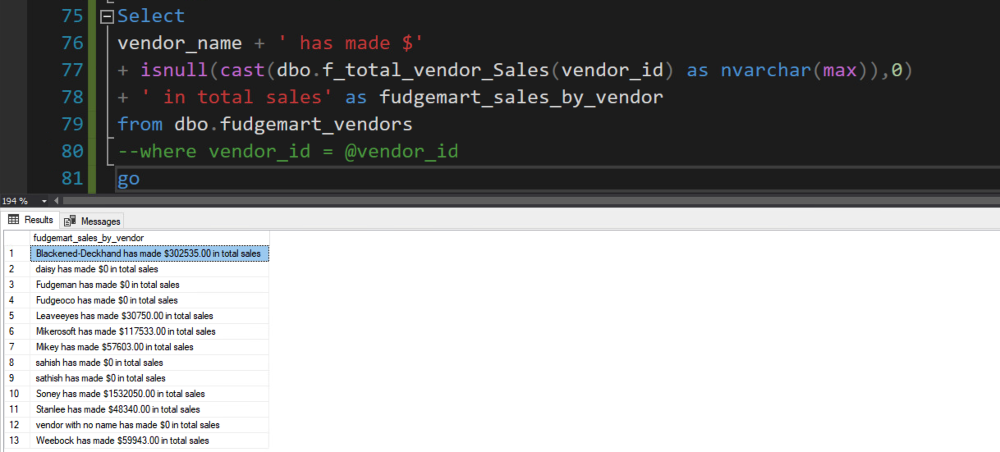 75 Select
76 vendor_name + ' has made $'
77 + isnull(cast(dbo.f_total_vendor_Sales(vendor_id) as nvarchar(max)),0)
78 + ' in total sales' as fudgemart_sales_by_vendor
79 from dbo.fudgemart_vendors
80 --where vendor_id = @vendor_id
81 go
194 %
Results Messages
fudgemart_sales_by_vendor
1 Blackened-Deckhand has made $302535.00 in total sales
2 daisy has made $0 in total sales
3 Fudgeman has made $0 in total sales
4 Fudgeoco has made $0 in total sales
5 Leaveeyes has made $30750.00 in total sales
6 Mikerosoft has made $117533.00 in total sales
7 Mikey has made $57603.00 in total sales
8 sahish has made $0 in total sales
9 sathish has made $0 in total sales
10 Soney has made $1532050.00 in total sales
11 Stanlee has made $48340.00 in total sales
12 vendor with no name has made $0 in total sales
13 Weebock has made $59943.00 in total sales